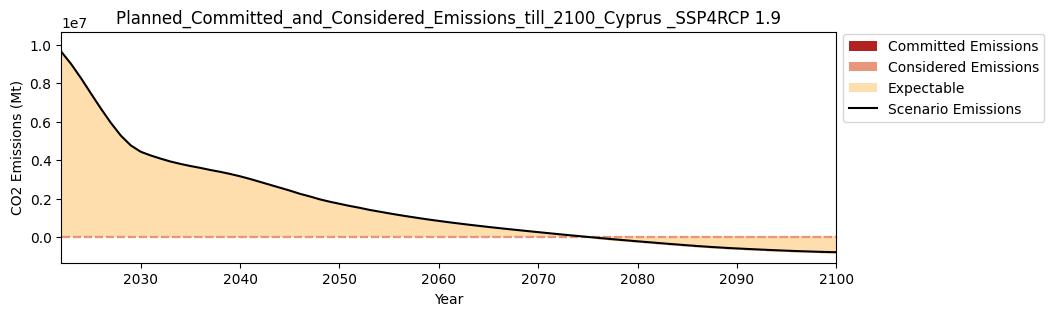 Planned_Committed_and_Considered_Emissions_till_2100_Cyprus _SSP4RCP 1.9
1e7
1.0
0.8
0.6
0.4
0.2
0.0
CO2 Emissions (Mt)
2030 2040 2050 2060 2070 2080 2090 2100
Year
Committed Emissions
Considered Emissions
Expectable
Scenario Emissions